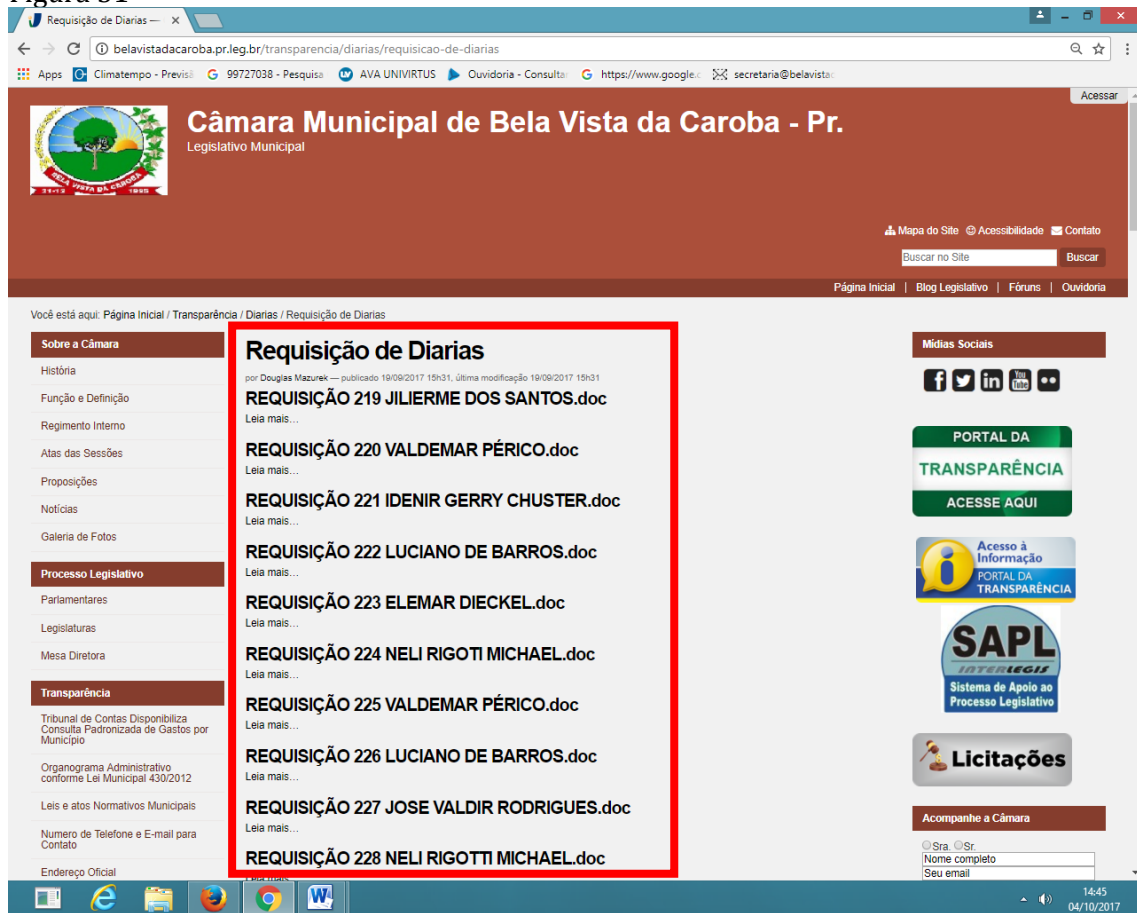 Requisição de Diarias —
belavistadacaroba.pr.leg.br/transparencia/diarias/requisicao-de-diarias
Apps Climatempo - Previsã 99727038 - Pesquisa AVA UNIVIRTUS Ouvidoria - Consulta https://www.google.c secretaria@belavistac
Acessar
Câmara Municipal de Bela Vista da Caroba - Pr.
Legislativo Municipal
BELA VISTA DA CAROBA
31-12 1995
Mapa do Site Acessibilidade Contato
Buscar no Site Buscar
Página Inicial | Blog Legislativo | Fóruns | Ouvidoria
Você está aqui: Página Inicial / Transparência / Diarias / Requisição de Diarias
Sobre a Câmara
História
Função e Definição
Regimento Interno
Atas das Sessões
Proposições
Notícias
Galeria de Fotos
Processo Legislativo
Parlamentares
Legislaturas
Mesa Diretora
Transparência
Tribunal de Contas Disponibiliza
Consulta Padronizada de Gastos por
Município
Organograma Administrativo
conforme Lei Municipal 430/2012
Leis e atos Normativos Municipais
Numero de Telefone e E-mail para
Contato
Endereço Oficial
Requisição de Diarias
por Douglas Mazurek — publicado 19/09/2017 15h31, última modificação 19/09/2017 15h31
REQUISIÇÃO 219 JILIERME DOS SANTOS.doc
Leia mais…
REQUISIÇÃO 220 VALDEMAR PÉRICO.doc
Leia mais…
REQUISIÇÃO 221 IDENIR GERRY CHUSTER.doc
Leia mais…
REQUISIÇÃO 222 LUCIANO DE BARROS.doc
Leia mais…
REQUISIÇÃO 223 ELEMAR DIECKEL.doc
Leia mais…
REQUISIÇÃO 224 NELI RIGOTI MICHAEL.doc
Leia mais…
REQUISIÇÃO 225 VALDEMAR PÉRICO.doc
Leia mais…
REQUISIÇÃO 226 LUCIANO DE BARROS.doc
Leia mais…
REQUISIÇÃO 227 JOSE VALDIR RODRIGUES.doc
Leia mais…
REQUISIÇÃO 228 NELI RIGOTTI MICHAEL.doc
Mídias Sociais
You Tube
PORTAL DA
TRANSPARÊNCIA
ACESSE AQUI
Acesso à
Informação
PORTAL DA
TRANSPARÊNCIA
SAPL
INTERLEGIS
Sistema de Apoio ao
Processo Legislativo
Licitações
Acompanhe a Câmara
Sra. Sr.
Nome completo
Seu email
14:45
04/10/2017